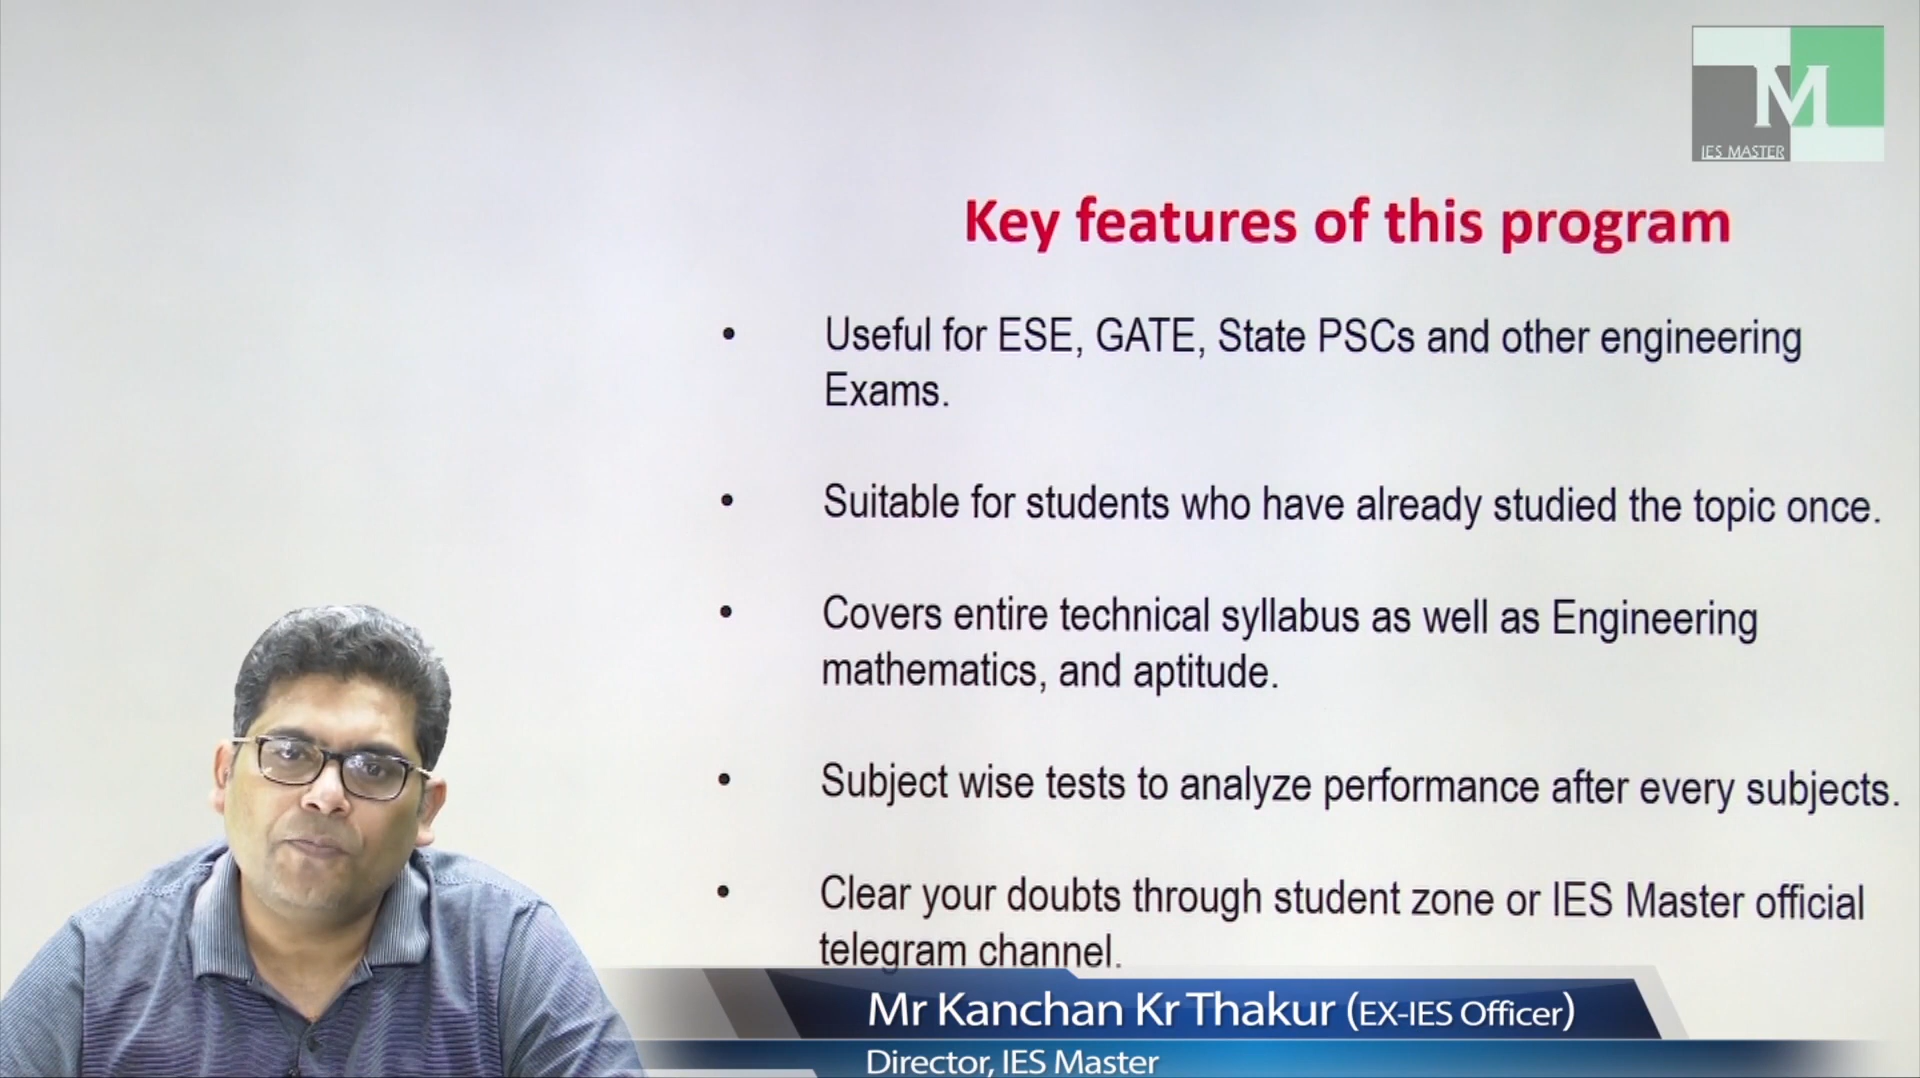 M
IES MASTER
Key features of this program
• Useful for ESE, GATE, State PSCs and other engineering
Exams.
• Suitable for students who have already studied the topic once.
• Covers entire technical syllabus as well as Engineering
mathematics, and aptitude.
• Subject wise tests to analyze performance after every subjects.
• Clear your doubts through student zone or IES Master official
telegram channel.
Mr Kanchan Kr Thakur (EX-IES Officer)
Director, IES Master